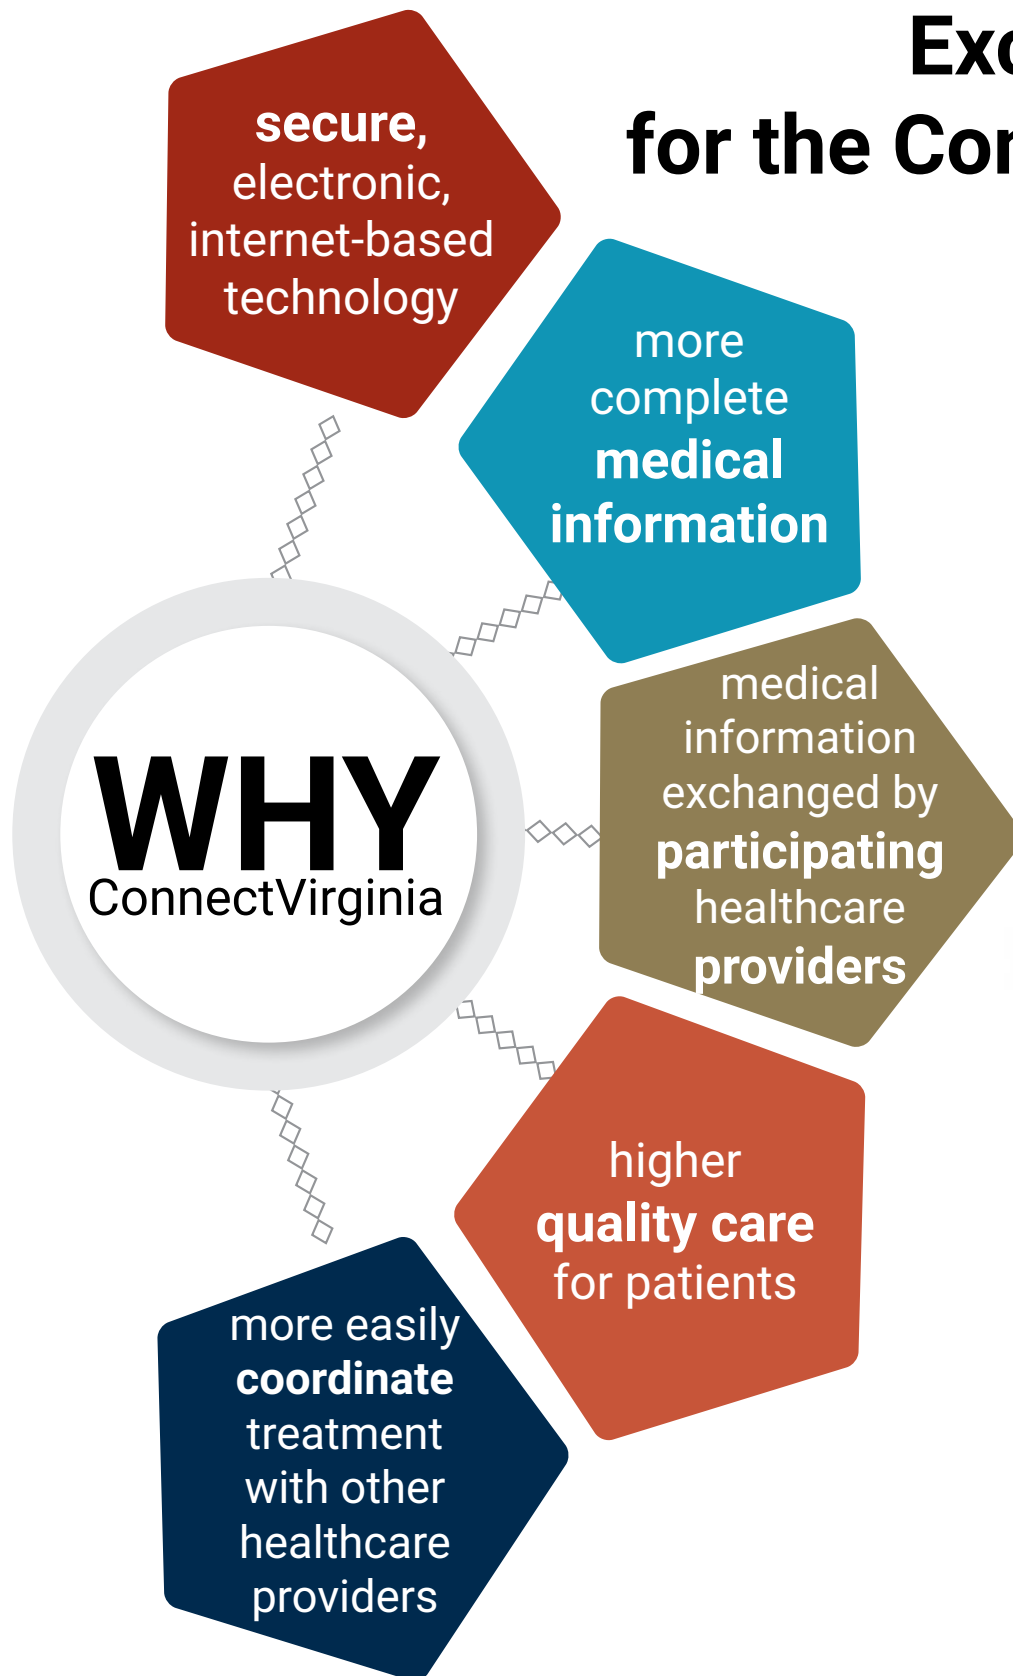 for the
secure,
electronic,
internet-based
technology
more
complete
medical
information
medical
information
exchanged by
participating
healthcare
providers
WHY
ConnectVirginia
higher
quality care
for patients
more easily
coordinate
treatment
with other
healthcare
providers